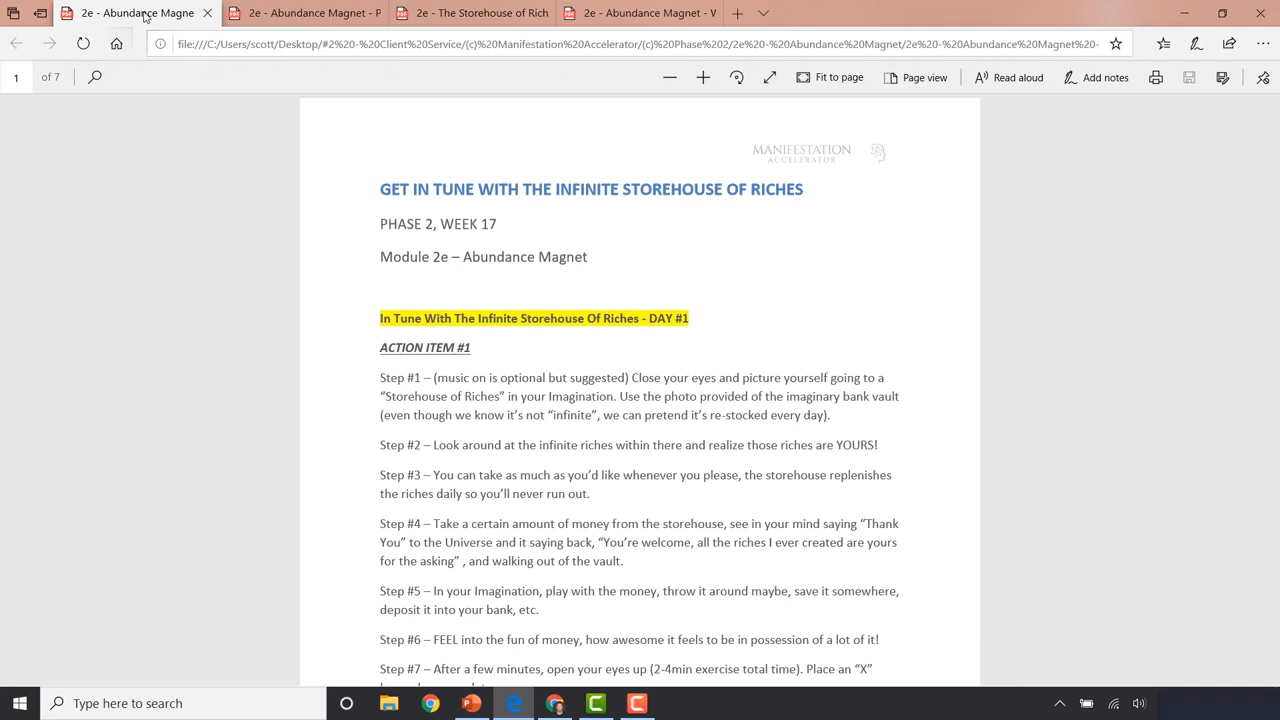 2e - Abundance Magne
2e - Abundance Magnet - P
2e - The Storehouse of Rich
2e - Abundance Magnet - V
file:///C:/Users/scott/Desktop/#2%20-%20Client%20Service/(c)%20Manifestation%20Accelerator/(c)%20Phase%202/2e%20-%20Abundance%20Magnet/2e%20-%20Abundance%20Magnet%20-
1 of 7
Fit to page
Page view
Read aloud
Add notes
MANIFESTATION
ACCELERATOR
GET IN TUNE WITH THE INFINITE STOREHOUSE OF RICHES
PHASE 2, WEEK 17
Module 2e – Abundance Magnet
In Tune With The Infinite Storehouse Of Riches - DAY #1
ACTION ITEM #1
Step #1 – (music on is optional but suggested) Close your eyes and picture yourself going to a
“Storehouse of Riches” in your Imagination. Use the photo provided of the imaginary bank vault
(even though we know it’s not “infinite”, we can pretend it’s re-stocked every day).
Step #2 – Look around at the infinite riches within there and realize those riches are YOURS!
Step #3 – You can take as much as you’d like whenever you please, the storehouse replenishes
the riches daily so you’ll never run out.
Step #4 – Take a certain amount of money from the storehouse, see in your mind saying “Thank
You” to the Universe and it saying back, “You’re welcome, all the riches I ever created are yours
for the asking” , and walking out of the vault.
Step #5 – In your Imagination, play with the money, throw it around maybe, save it somewhere,
deposit it into your bank, etc.
Step #6 – FEEL into the fun of money, how awesome it feels to be in possession of a lot of it!
Step #7 – After a few minutes, open your eyes up (2-4min exercise total time). Place an “X”
Type here to search